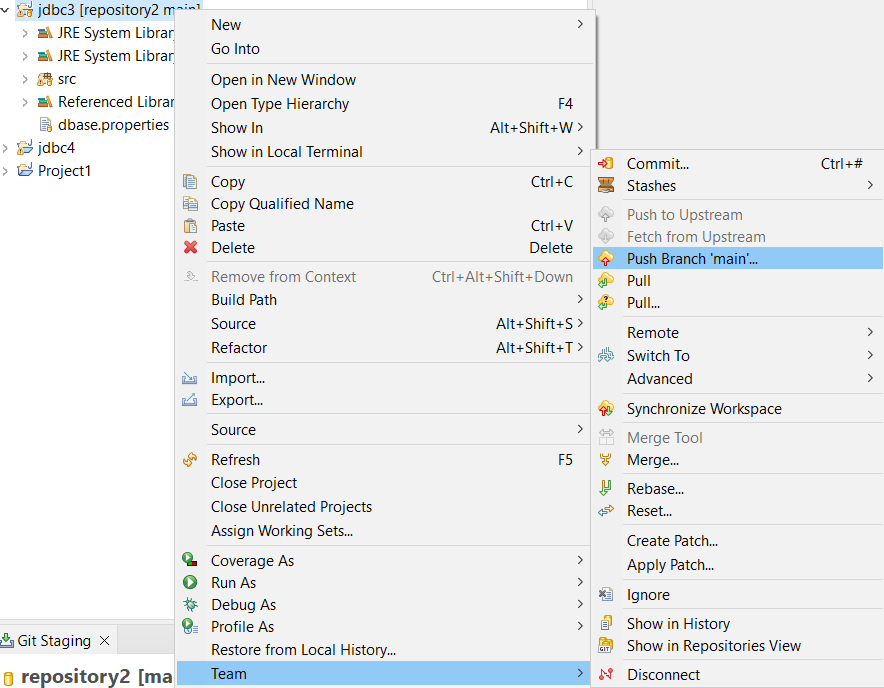 jdbc3 [repository2 main]
JRE System Librar
JRE System Librar
src
Referenced Librar
dbase.properties
jdbc4
Project1
New
Go Into
Open in New Window
Open Type Hierarchy F4
Show In Alt+Shift+W
Show in Local Terminal
Copy Ctrl+C
Copy Qualified Name
Paste Ctrl+V
Delete Delete
Remove from Context Ctrl+Alt+Shift+Down
Build Path
Source Alt+Shift+S
Refactor Alt+Shift+T
Import...
Export...
Source
Refresh F5
Close Project
Close Unrelated Projects
Assign Working Sets...
Coverage As
Run As
Debug As
Profile As
Restore from Local History...
Team
Commit... Ctrl+#
Stashes
Push to Upstream
Fetch from Upstream
Push Branch 'main'...
Pull
Pull...
Remote
Switch To
Advanced
Synchronize Workspace
Merge Tool
Merge...
Rebase...
Reset...
Create Patch...
Apply Patch...
Ignore
Show in History
Show in Repositories View
Disconnect
Git Staging
repository2 [ma